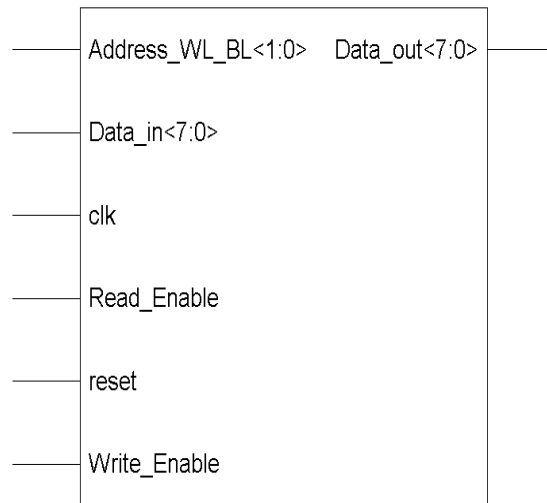 Address_WL_BL<1:0> Data_out<7:0>
Data_in<7:0>
clk
Read_Enable
reset
Write_Enable